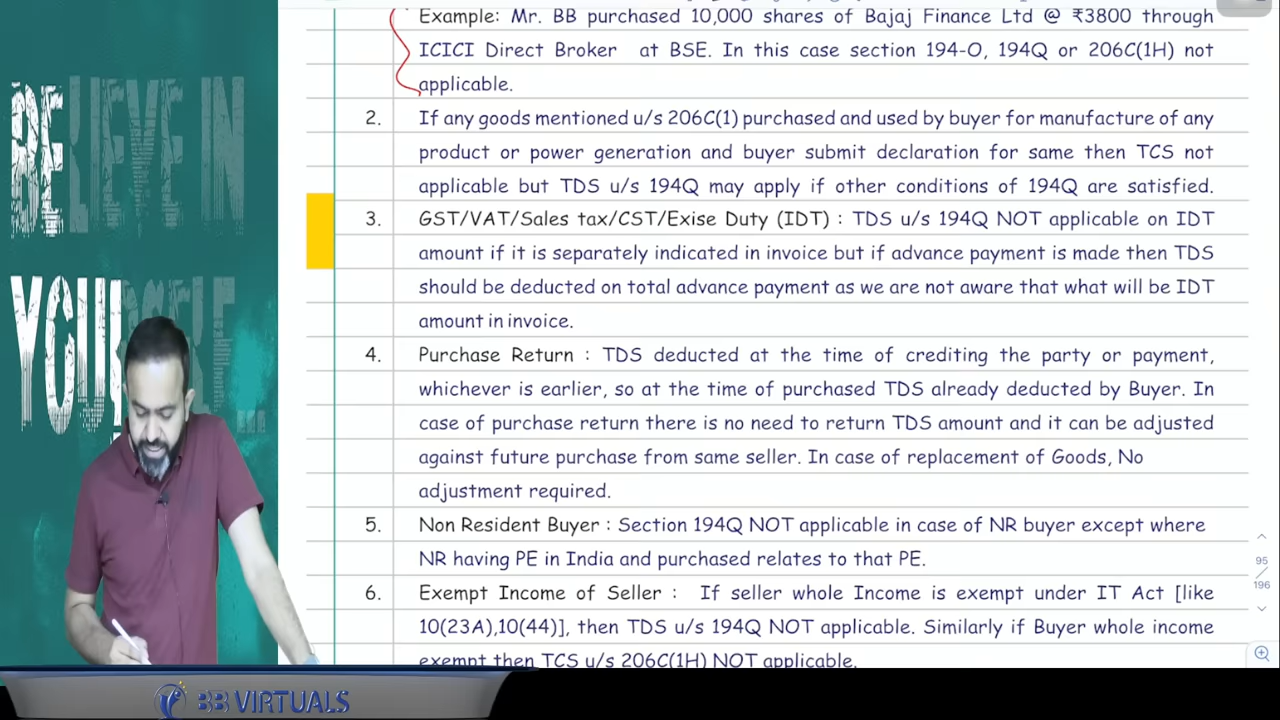 BELIEVE IN
YOURSELF...
Example: Mr. BB purchased 10,000 shares of Bajaj Finance Ltd @ ₹3800 through
ICICI Direct Broker at BSE. In this case section 194-O, 194Q or 206C(1H) not
applicable.
2. If any goods mentioned u/s 206C(1) purchased and used by buyer for manufacture of any
product or power generation and buyer submit declaration for same then TCS not
applicable but TDS u/s 194Q may apply if other conditions of 194Q are satisfied.
3. GST/VAT/Sales tax/CST/Exise Duty (IDT) : TDS u/s 194Q NOT applicable on IDT
amount if it is separately indicated in invoice but if advance payment is made then TDS
should be deducted on total advance payment as we are not aware that what will be IDT
amount in invoice.
4. Purchase Return : TDS deducted at the time of crediting the party or payment,
whichever is earlier, so at the time of purchased TDS already deducted by Buyer. In
case of purchase return there is no need to return TDS amount and it can be adjusted
against future purchase from same seller. In case of replacement of Goods, No
adjustment required.
5. Non Resident Buyer : Section 194Q NOT applicable in case of NR buyer except where
NR having PE in India and purchased relates to that PE.
6. Exempt Income of Seller : If seller whole Income is exempt under IT Act [like
10(23A),10(44)], then TDS u/s 194Q NOT applicable. Similarly if Buyer whole income
exempt then TCS u/s 206C(1H) NOT applicable.
95
196
BB VIRTUALS